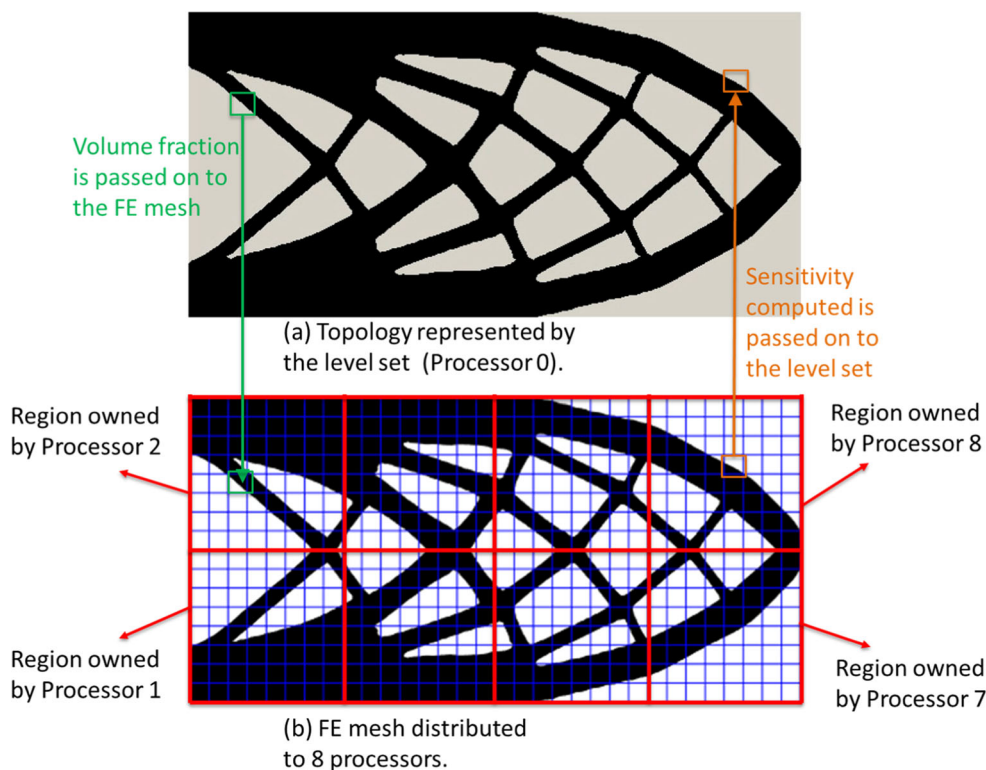 Volume fraction
is passed on to
the FE mesh
Sensitivity
computed is
passed on to
the level set
(a) Topology represented by
the level set (Processor 0).
Region owned
by Processor 2
Region owned
by Processor 8
Region owned
by Processor 1
Region owned
by Processor 7
(b) FE mesh distributed
to 8 processors.